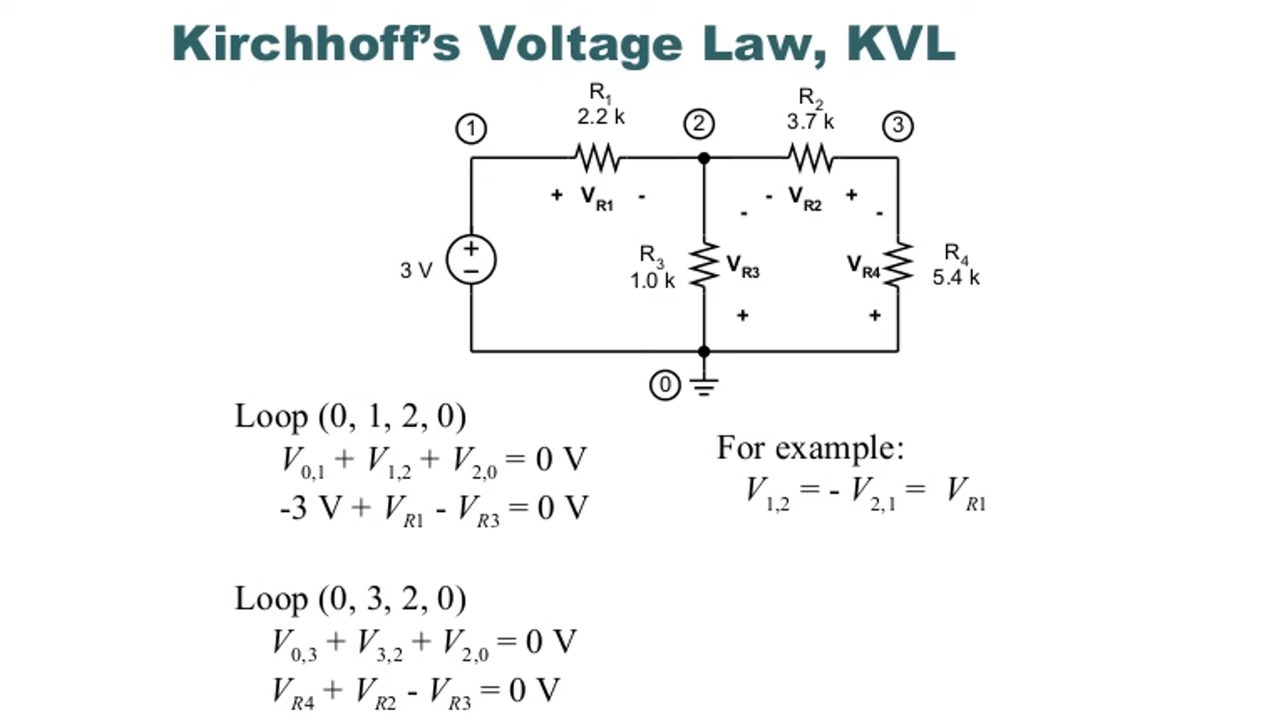 Kirchhoff's Voltage Law, KVL
R1
2.2 k
R2
3.7 k
1
2
3
+ VR1 -
- VR2 +
-
-
+
−
3 V
R3
1.0 k
VR3
VR4
R4
5.4 k
+
+
0
Loop (0, 1, 2, 0)
V0,1 + V1,2 + V2,0 = 0 V
-3 V + VR1 - VR3 = 0 V
For example:
V1,2 = - V2,1 = VR1
Loop (0, 3, 2, 0)
V0,3 + V3,2 + V2,0 = 0 V
VR4 + VR2 - VR3 = 0 V